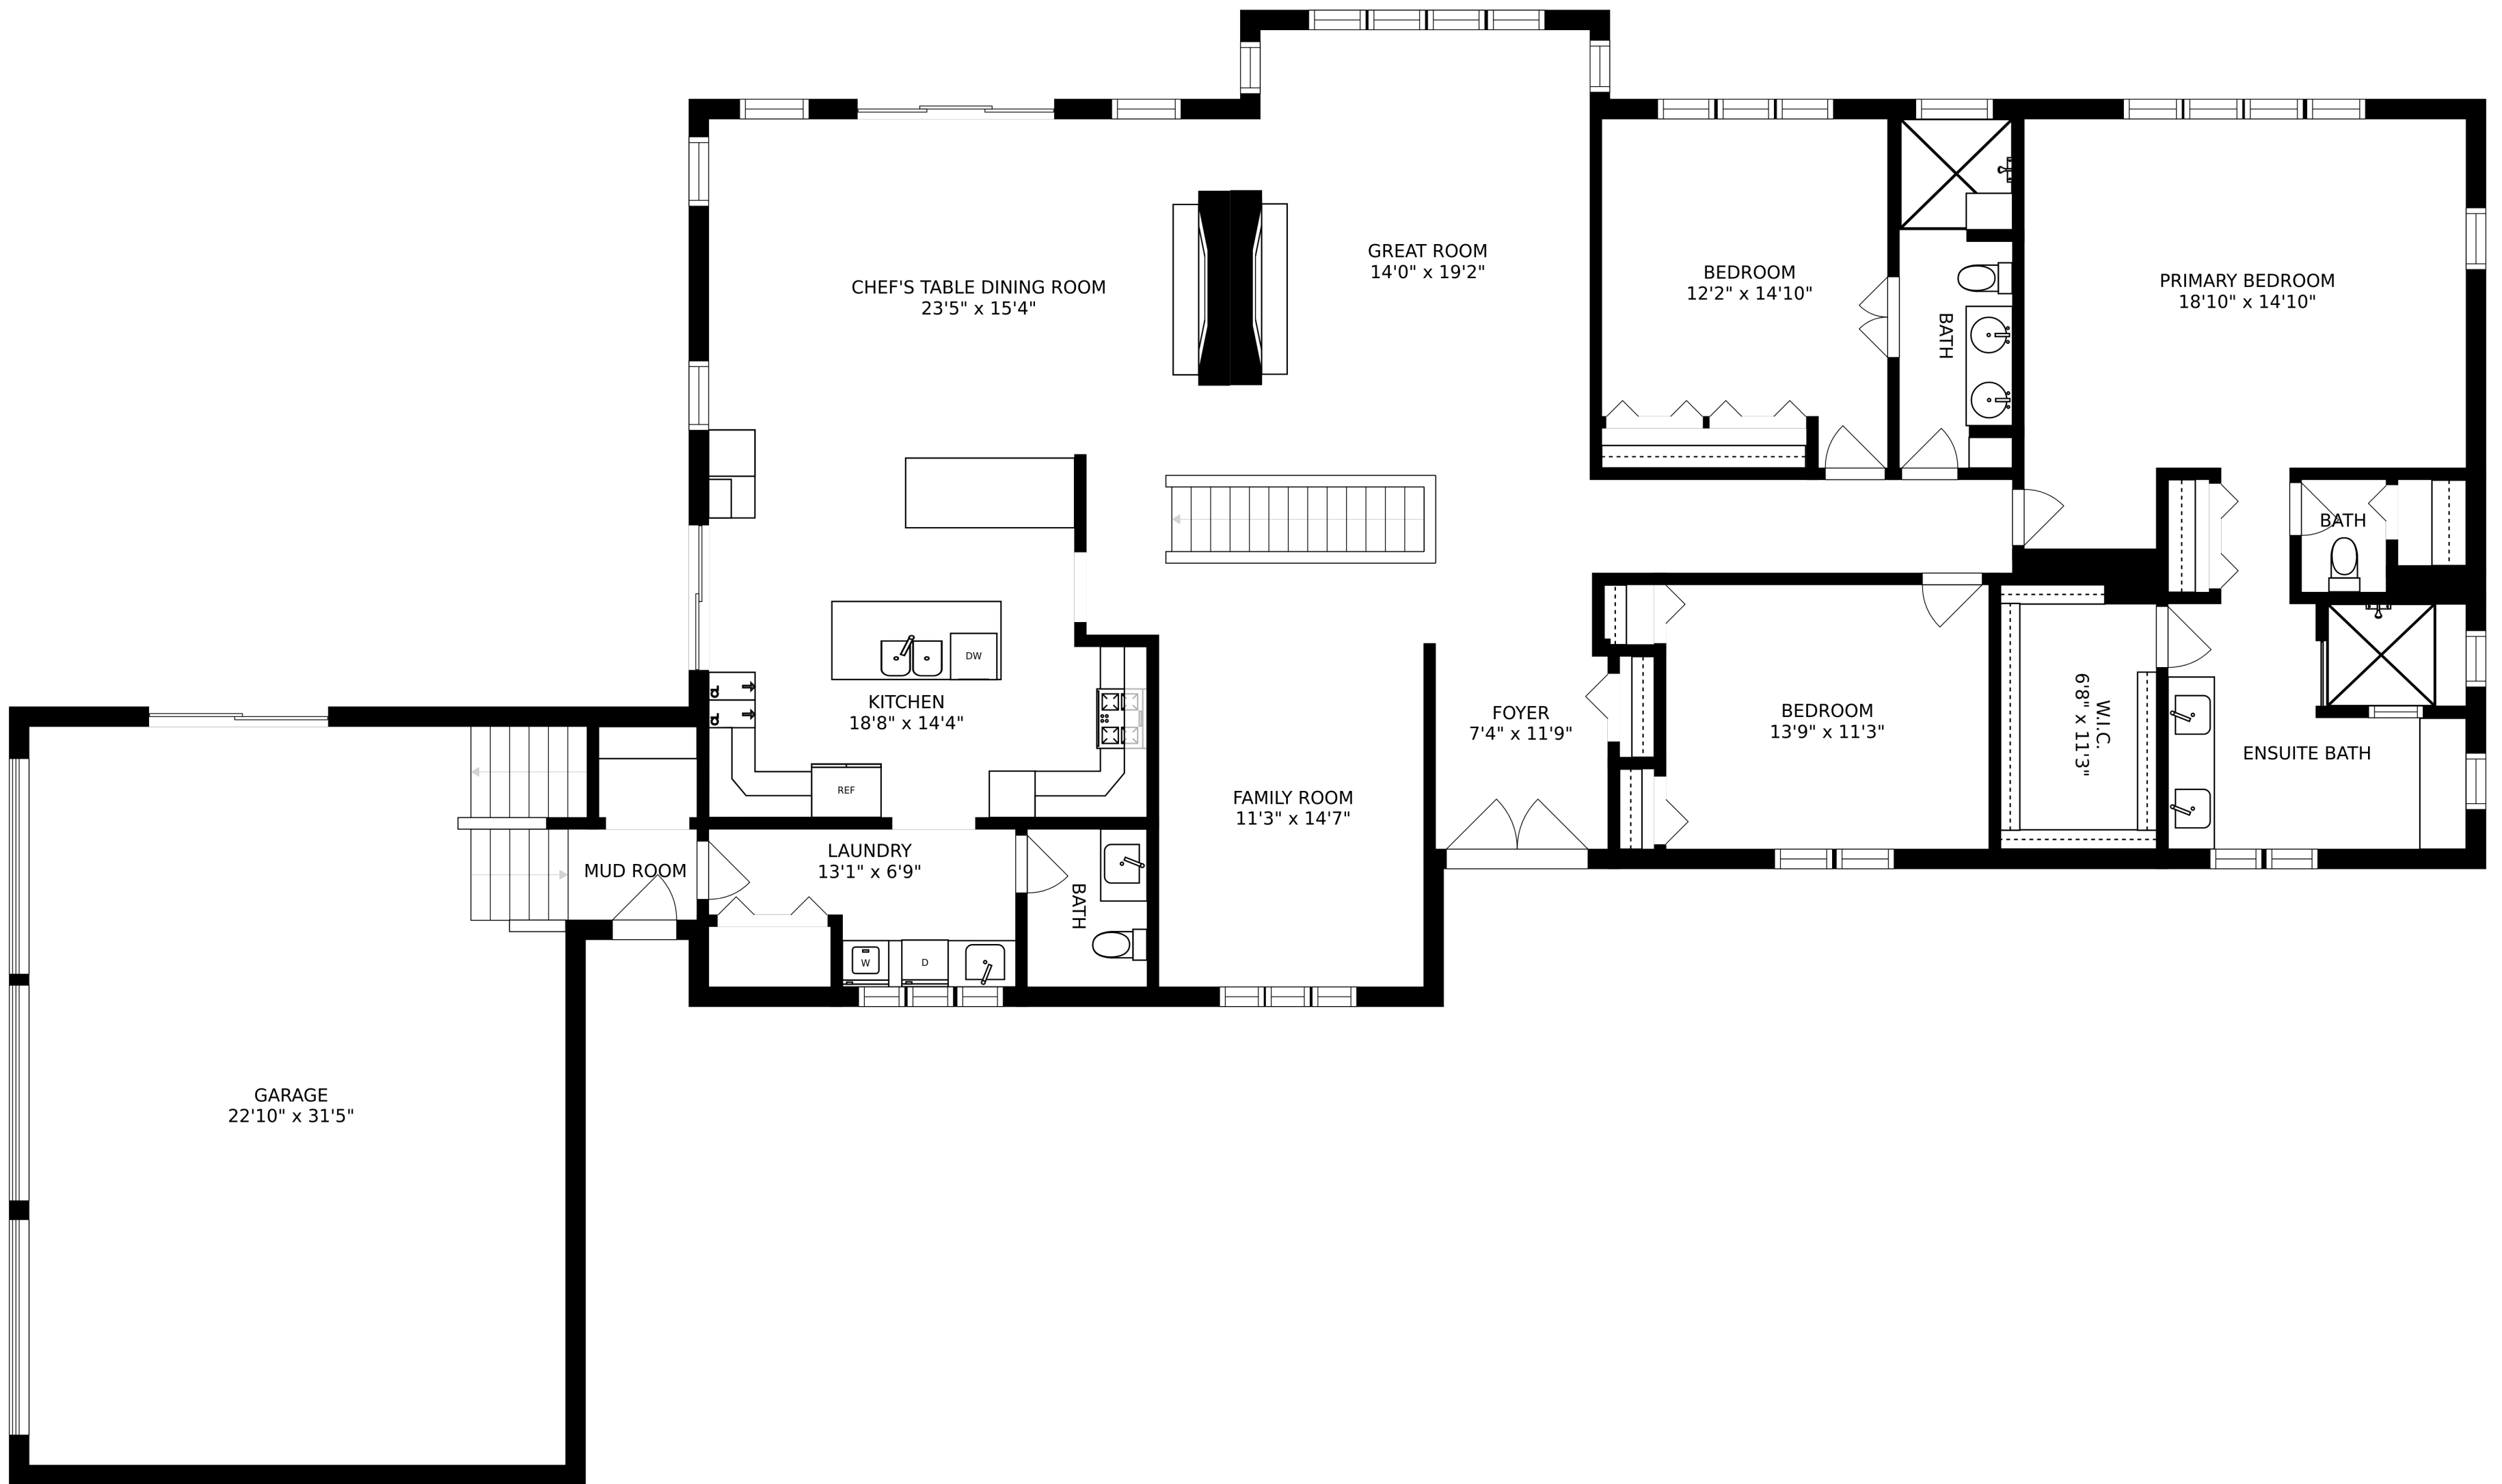 GREAT ROOM
14'0" x 19'2"
CHEF'S TABLE DINING ROOM
23'5" x 15'4"
BEDROOM
12'2" x 14'10"
BATH
PRIMARY BEDROOM
18'10" x 14'10"
BATH
DW
KITCHEN
18'8" x 14'4"
REF
FOYER
7'4" x 11'9"
BEDROOM
13'9" x 11'3"
W.I.C.
6'8" x 11'3"
ENSUITE BATH
FAMILY ROOM
11'3" x 14'7"
MUD ROOM
LAUNDRY
13'1" x 6'9"
BATH
W
D
GARAGE
22'10" x 31'5"